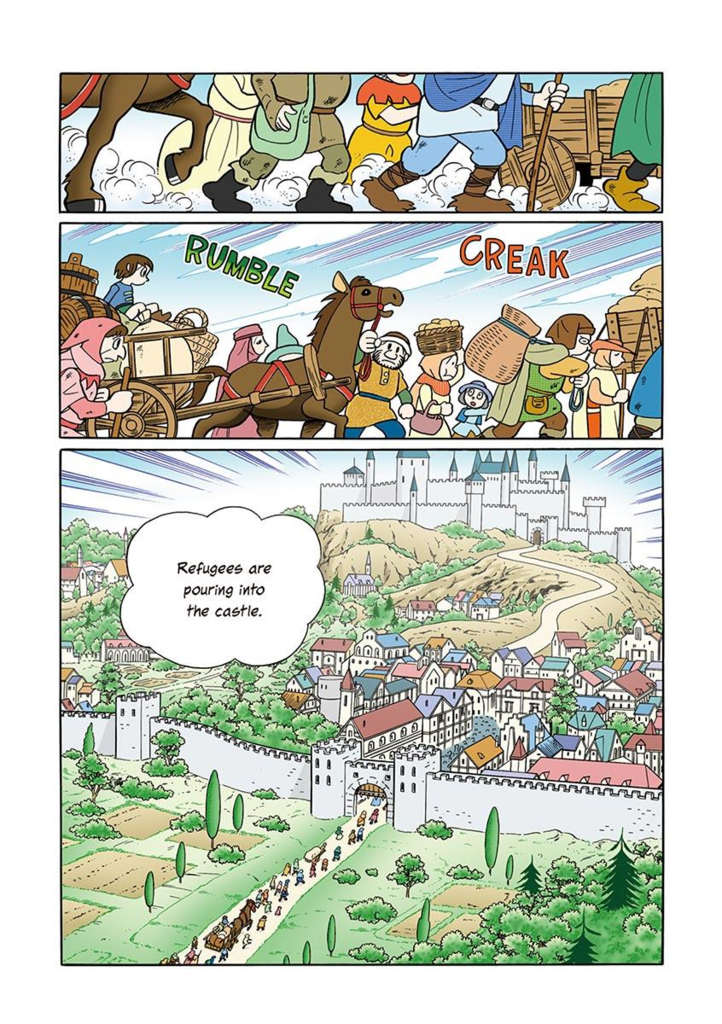 RUMBLE
CREAK
Refugees are
pouring into
the castle.